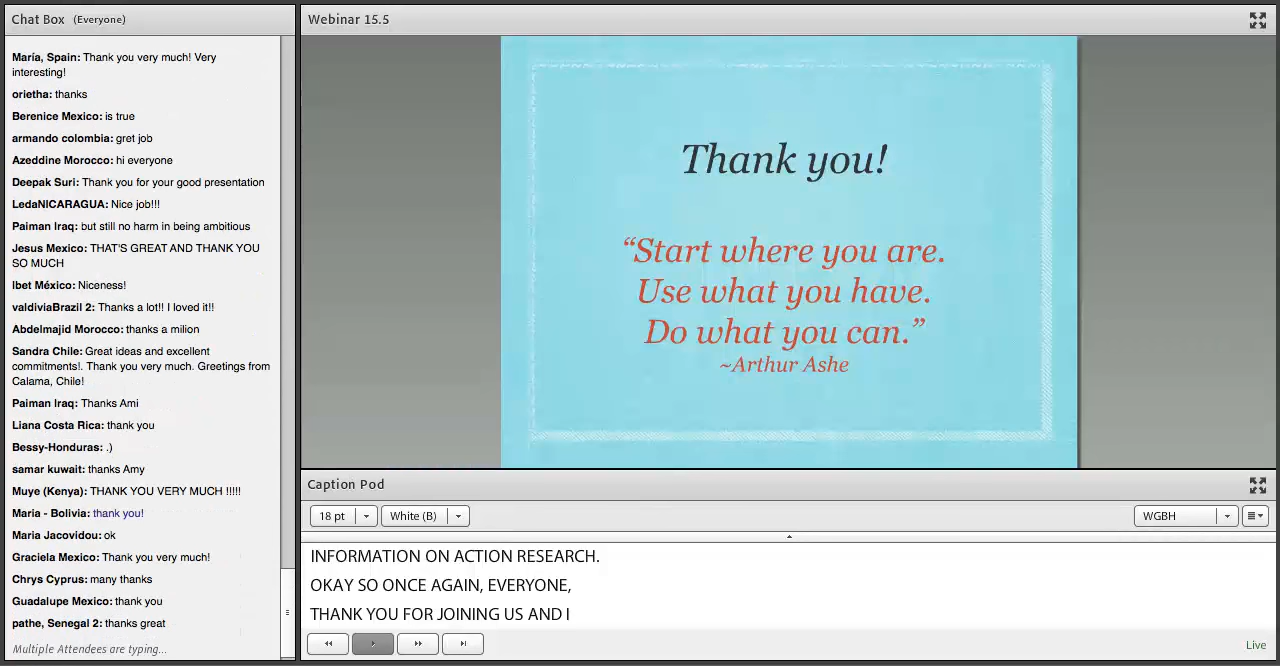 Chat Box (Everyone)
María, Spain: Thank you very much! Very
interesting!
orietha: thanks
Berenice Mexico: is true
armando colombia: gret job
Azeddine Morocco: hi everyone
Deepak Suri: Thank you for your good presentation
LedaNICARAGUA: Nice job!!!
Paiman Iraq: but still no harm in being ambitious
Jesus Mexico: THAT'S GREAT AND THANK YOU
SO MUCH
Ibet México: Niceness!
valdiviaBrazil 2: Thanks a lot!! I loved it!!
Abdelmajid Morocco: thanks a milion
Sandra Chile: Great ideas and excellent
commitments!. Thank you very much. Greetings from
Calama, Chile!
Paiman Iraq: Thanks Ami
Liana Costa Rica: thank you
Bessy-Honduras: .)
samar kuwait: thanks Amy
Muye (Kenya): THANK YOU VERY MUCH !!!!!
Maria - Bolivia: thank you!
Maria Jacovidou: ok
Graciela Mexico: Thank you very much!
Chrys Cyprus: many thanks
Guadalupe Mexico: thank you
pathe, Senegal 2: thanks great
Multiple Attendees are typing...
Webinar 15.5
Thank you!
“Start where you are.
Use what you have.
Do what you can.”
~Arthur Ashe
Caption Pod
18 pt White (B) WGBH
INFORMATION ON ACTION RESEARCH.
OKAY SO ONCE AGAIN, EVERYONE,
THANK YOU FOR JOINING US AND I
Live